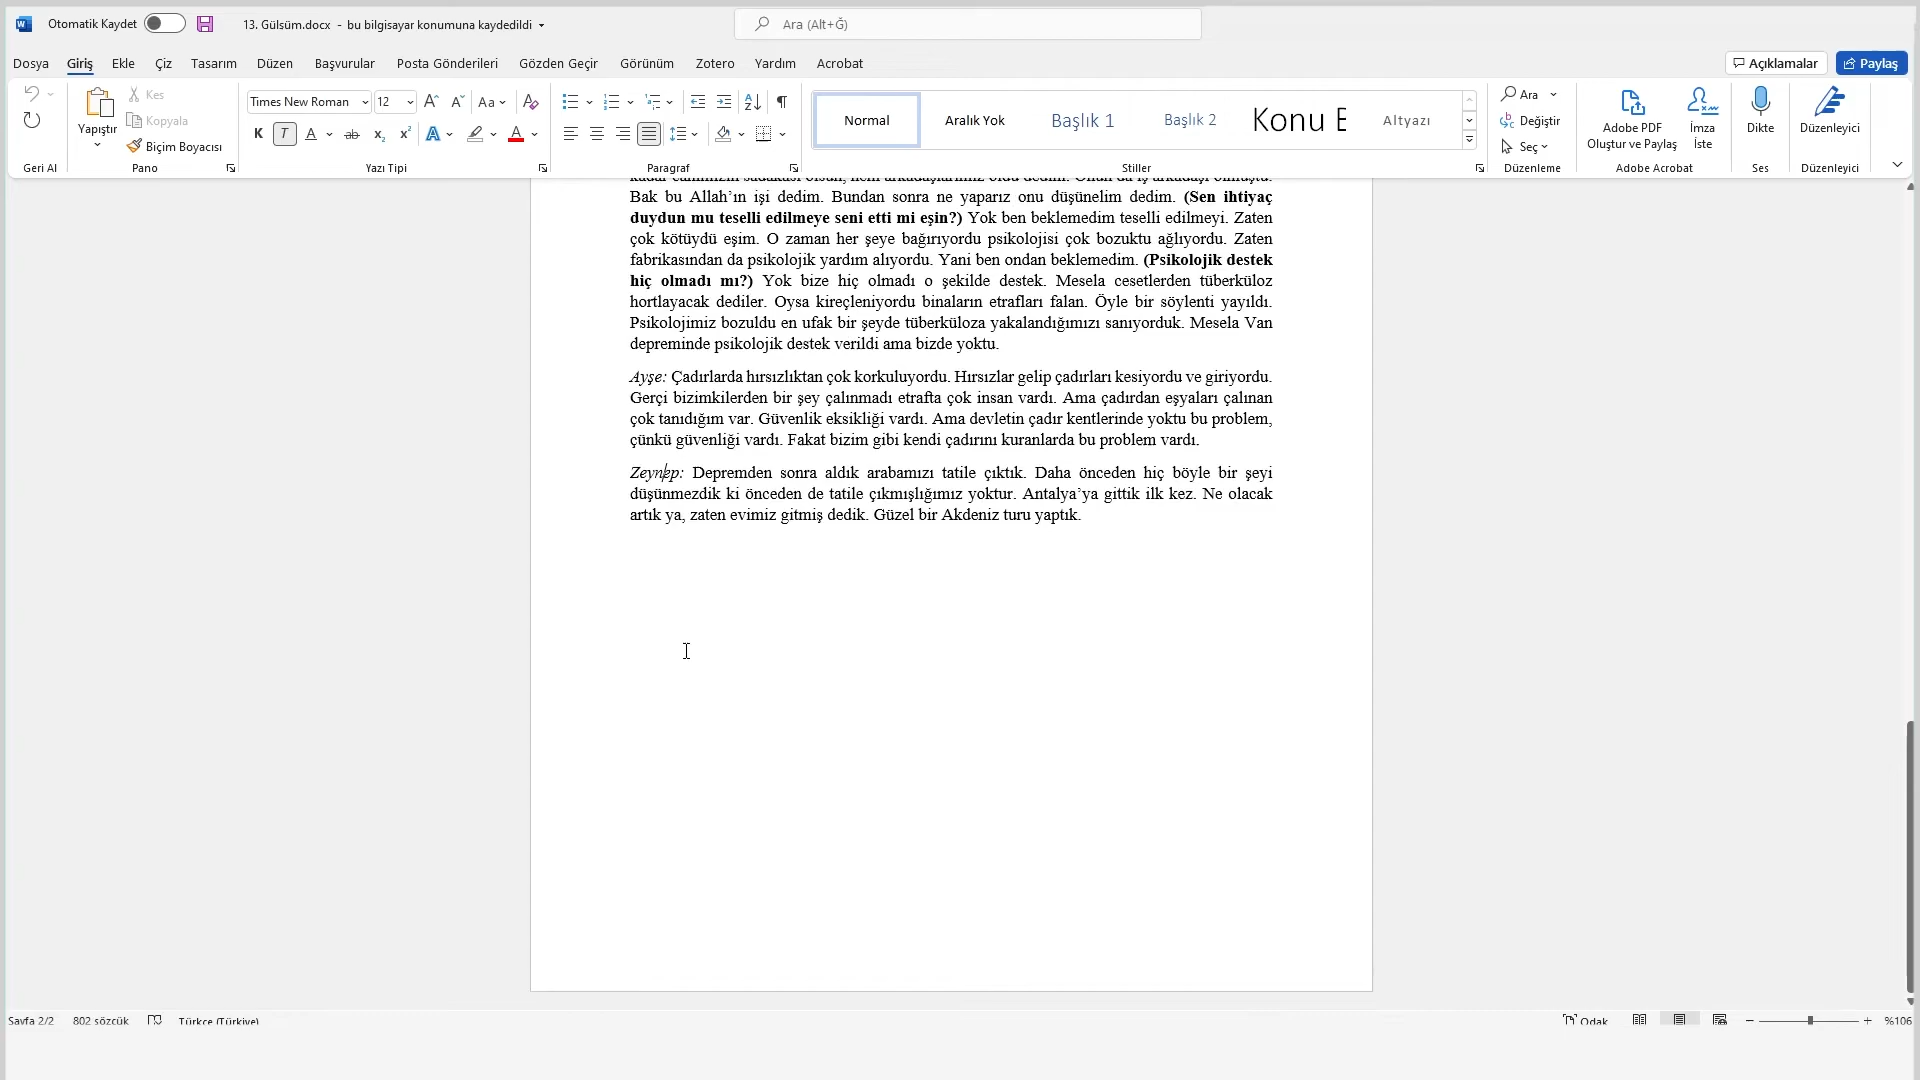 Otomatik Kaydet
13. Gülsüm.docx - bu bilgisayar konumuna kaydedildi
Ara (Alt+Ğ)
Dosya Giriş Ekle Çiz Tasarım Düzen Başvurular Posta Gönderileri Gözden Geçir Görünüm Zotero Yardım Acrobat
Açıklamalar
Paylaş
Yapıştır
Kes
Kopyala
Biçim Boyacısı
Times New Roman 12
Aa
K T A ab x₂ x² A A
Normal
Aralık Yok
Başlık 1
Başlık 2
Konu B
Altyazı
Ara
Değiştir
Seç
Adobe PDF
Oluştur ve Paylaş
İmza
İste
Dikte
Düzenleyici
Geri Al Pano Yazı Tipi Paragraf Stiller Düzenleme Adobe Acrobat Ses Düzenleyici
kadar canımızın sadakası olsun, hem arkadaşlarımız öldü dedim. Onun da iş arkadaşı ölmüştü.
Bak bu Allah’ın işi dedim. Bundan sonra ne yaparız onu düşünelim dedim. (Sen ihtiyaç
duydun mu teselli edilmeye seni etti mi eşin?) Yok ben beklemedim teselli edilmeyi. Zaten
çok kötüydü eşim. O zaman her şeye bağırıyordu psikolojisi çok bozuktu ağlıyordu. Zaten
fabrikasından da psikolojik yardım alıyordu. Yani ben ondan beklemedim. (Psikolojik destek
hiç olmadı mı?) Yok bize hiç olmadı o şekilde destek. Mesela cesetlerden tüberküloz
hortlayacak dediler. Oysa kireçleniyordu binaların etrafları falan. Öyle bir söylenti yayıldı.
Psikolojimiz bozuldu en ufak bir şeyde tüberküloza yakalandığımızı sanıyorduk. Mesela Van
depreminde psikolojik destek verildi ama bizde yoktu.
Ayşe: Çadırlarda hırsızlıktan çok korkuluyordu. Hırsızlar gelip çadırları kesiyordu ve giriyordu.
Gerçi bizimkilerden bir şey çalınmadı etrafta çok insan vardı. Ama çadırdan eşyaları çalınan
çok tanıdığım var. Güvenlik eksikliği vardı. Ama devletin çadır kentlerinde yoktu bu problem,
çünkü güvenliği vardı. Fakat bizim gibi kendi çadırını kuranlarda bu problem vardı.
Zeynep: Depremden sonra aldık arabamızı tatile çıktık. Daha önceden hiç böyle bir şeyi
düşünmezdik ki önceden de tatile çıkmışlığımız yoktur. Antalya’ya gittik ilk kez. Ne olacak
artık ya, zaten evimiz gitmiş dedik. Güzel bir Akdeniz turu yaptık.
Sayfa 2/2 802 sözcük Türkçe (Türkiye)
Odak
%106